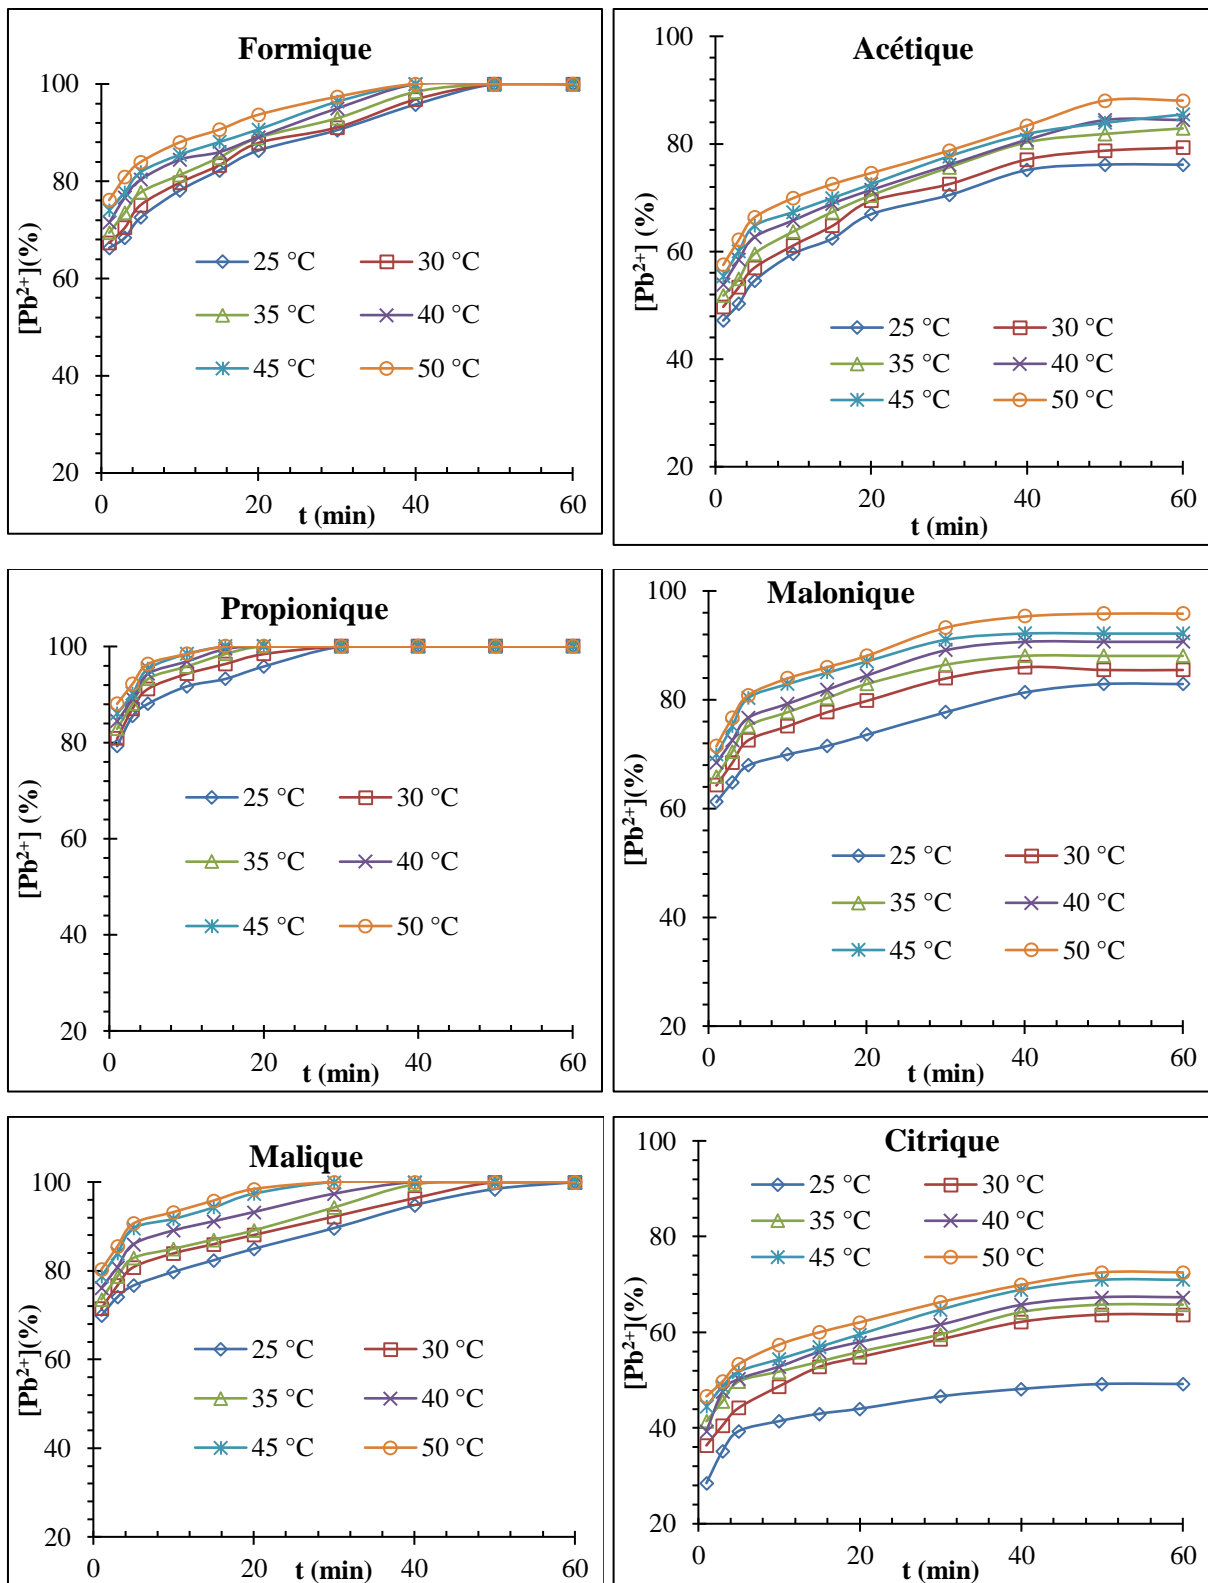 Formique
100
80
60
40
20
0 20 40 60
[Pb²⁺](%)
t (min)
25 °C 30 °C
35 °C 40 °C
45 °C 50 °C
Acétique
100
80
60
40
20
0 20 40 60
[Pb²⁺] (%)
t (min)
25 °C 30 °C
35 °C 40 °C
45 °C 50 °C
Propionique
100
80
60
40
20
0 20 40 60
[Pb²⁺] (%)
t (min)
25 °C 30 °C
35 °C 40 °C
45 °C 50 °C
Malonique
100
80
60
40
20
0 20 40 60
[Pb²⁺](%)
t (min)
25 °C 30 °C
35 °C 40 °C
45 °C 50 °C
Malique
100
80
60
40
20
0 20 40 60
[Pb²⁺](%)
t (min)
25 °C 30 °C
35 °C 40 °C
45 °C 50 °C
Citrique
100
80
60
40
20
0 20 40 60
[Pb²⁺](%)
t (min)
25 °C 30 °C
35 °C 40 °C
45 °C 50 °C